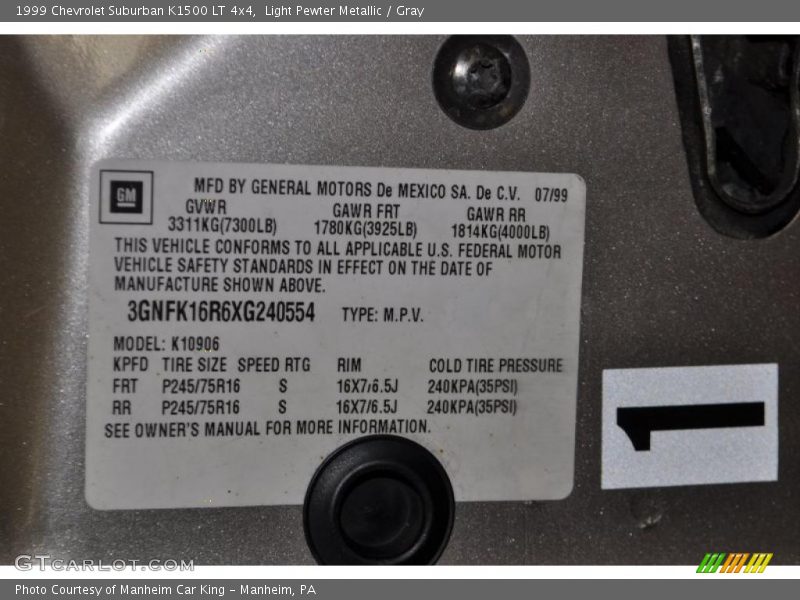 1999 Chevrolet Suburban K1500 LT 4x4, Light Pewter Metallic / Gray
GM
MFD BY GENERAL MOTORS De MEXICO SA. De C.V. 07/99
GVWR GAWR FRT GAWR RR
3311KG(7300LB) 1780KG(3925LB) 1814KG(4000LB)
THIS VEHICLE CONFORMS TO ALL APPLICABLE U.S. FEDERAL MOTOR
VEHICLE SAFETY STANDARDS IN EFFECT ON THE DATE OF
MANUFACTURE SHOWN ABOVE.
3GNFK16R6XG240554 TYPE: M.P.V.
MODEL: K10906
KPFD TIRE SIZE SPEED RTG RIM COLD TIRE PRESSURE
FRT P245/75R16 S 16X7/6.5J 240KPA(35PSI)
RR P245/75R16 S 16X7/6.5J 240KPA(35PSI)
SEE OWNER'S MANUAL FOR MORE INFORMATION.
1
GTcarlot.com
Photo Courtesy of Manheim Car King - Manheim, PA